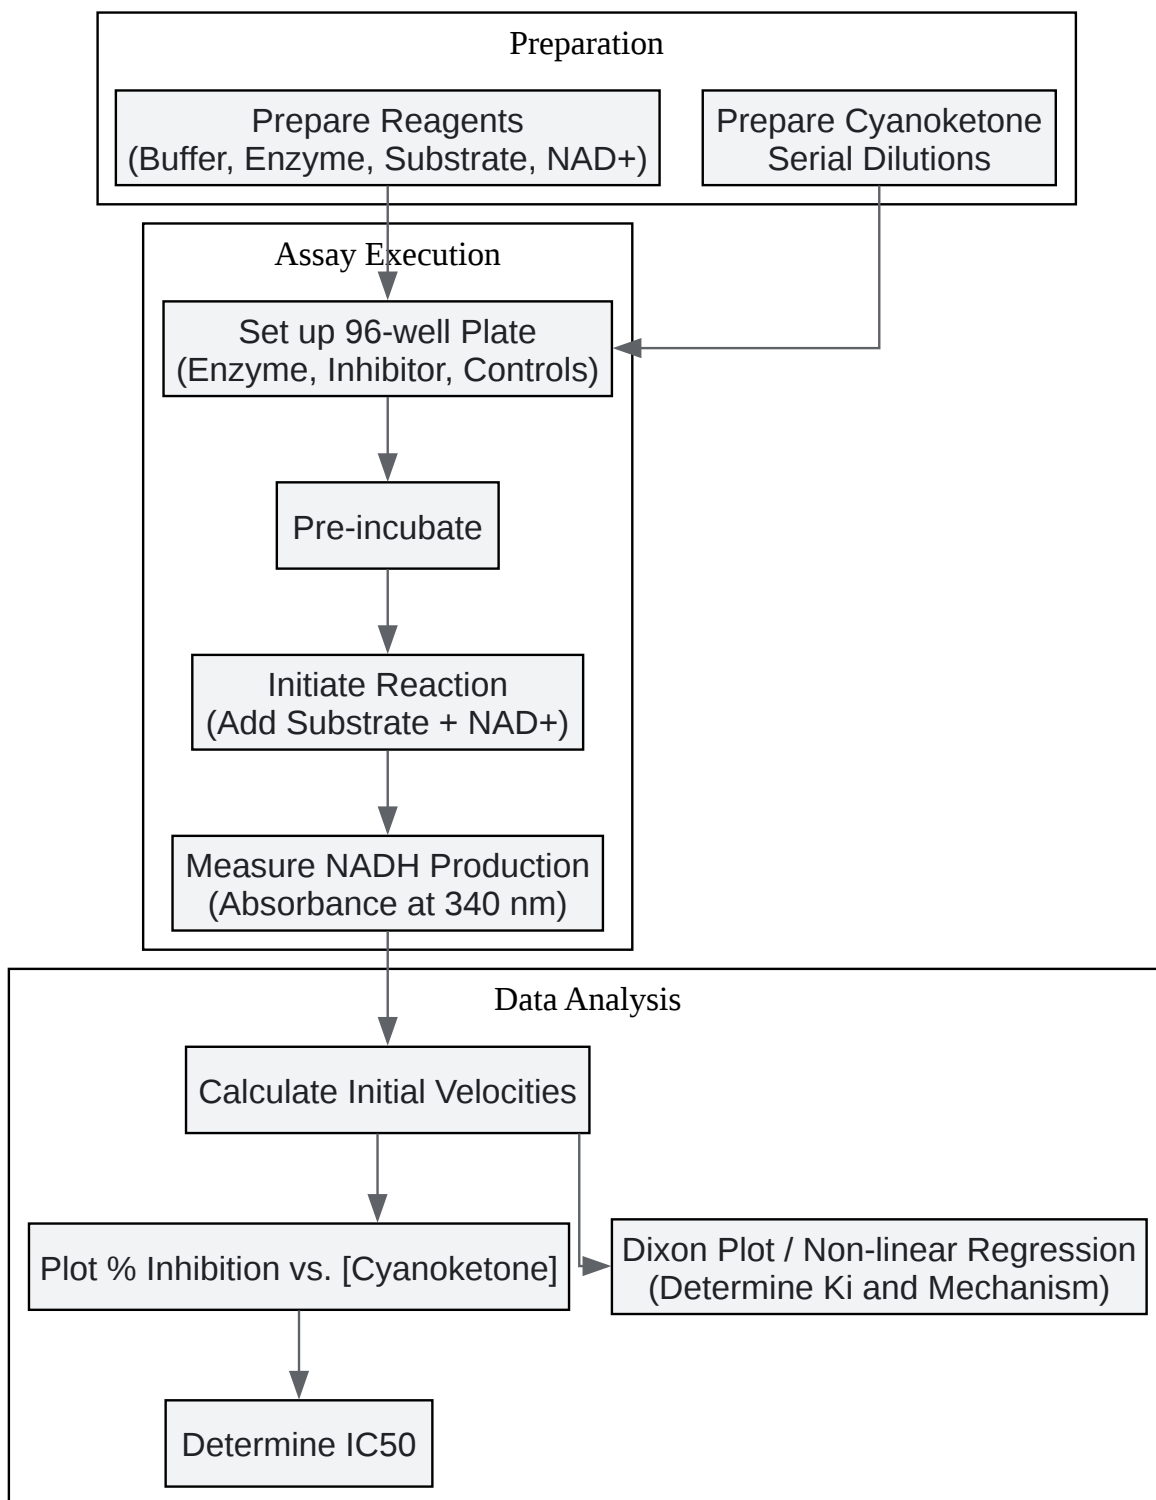 Preparation
Prepare Reagents
(Buffer, Enzyme, Substrate, NAD+)
Prepare Cyanoketone
Serial Dilutions
Assay Execution
Set up 96-well Plate
(Enzyme, Inhibitor, Controls)
Pre-incubate
Initiate Reaction
(Add Substrate + NAD+)
Measure NADH Production
(Absorbance at 340 nm)
Data Analysis
Calculate Initial Velocities
Plot % Inhibition vs. [Cyanoketone]
Dixon Plot / Non-linear Regression
(Determine Ki and Mechanism)
Determine IC50